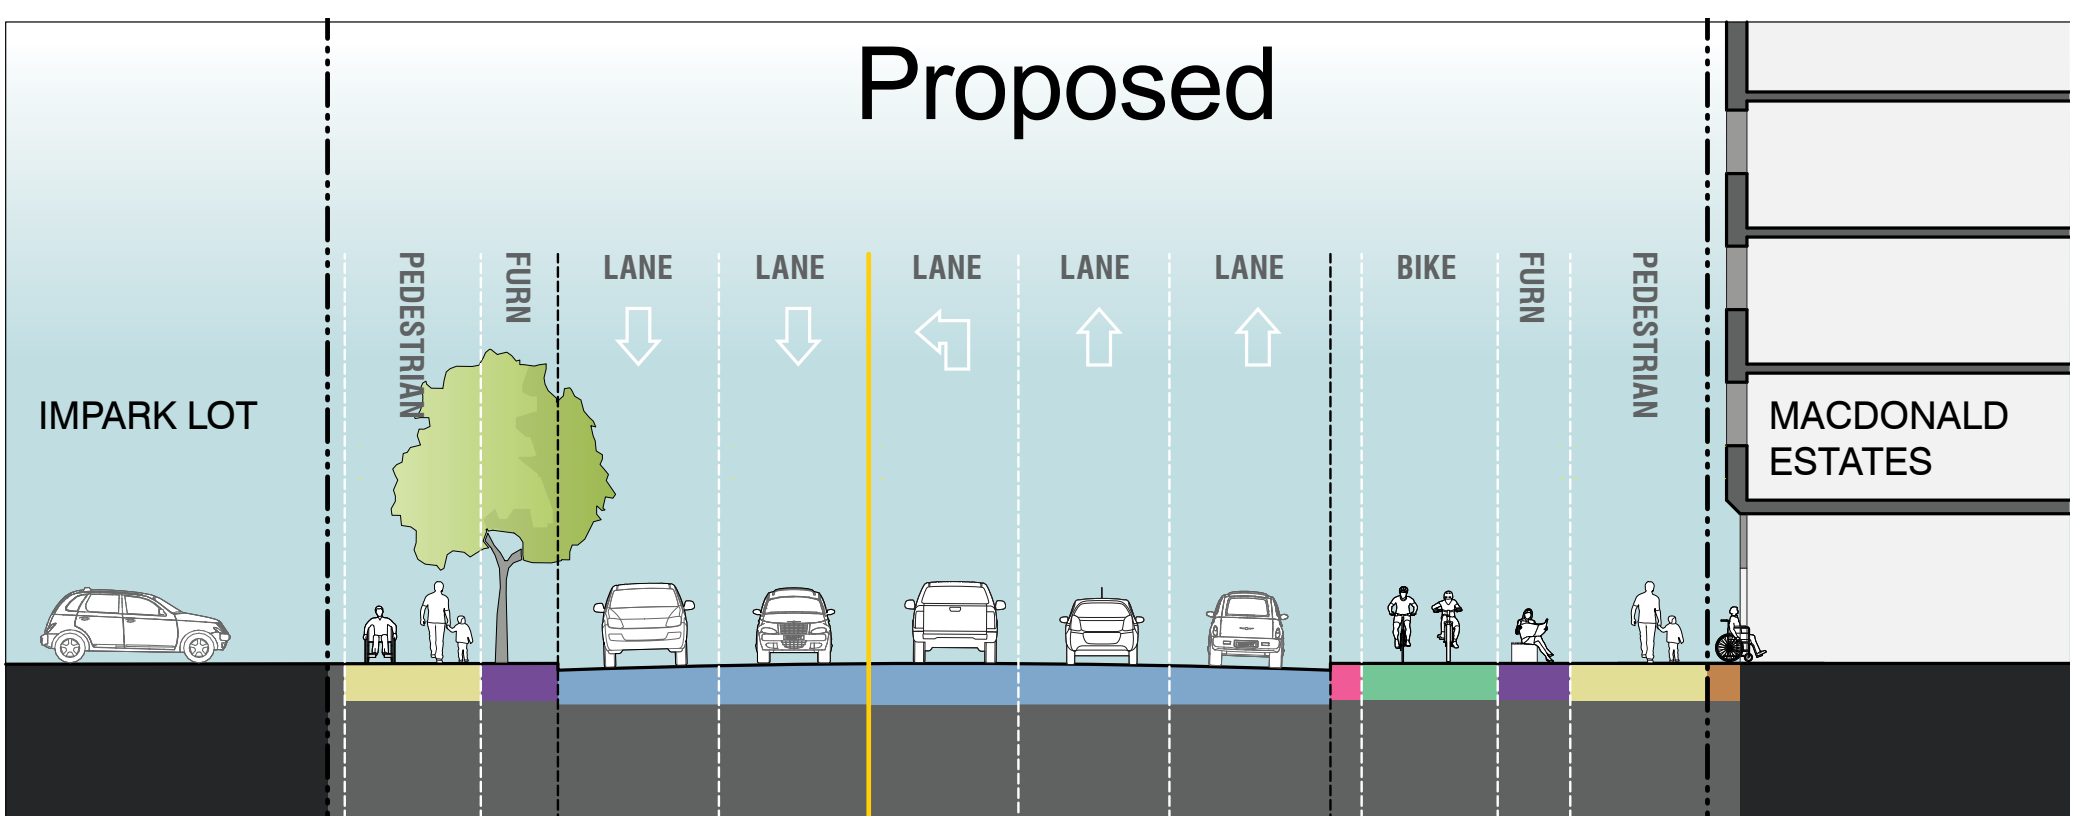 Proposed
PEDESTRIAN
FURN
LANE
LANE
LANE
LANE
LANE
BIKE
FURN
PEDESTRIAN
IMPARK LOT
MACDONALD
ESTATES